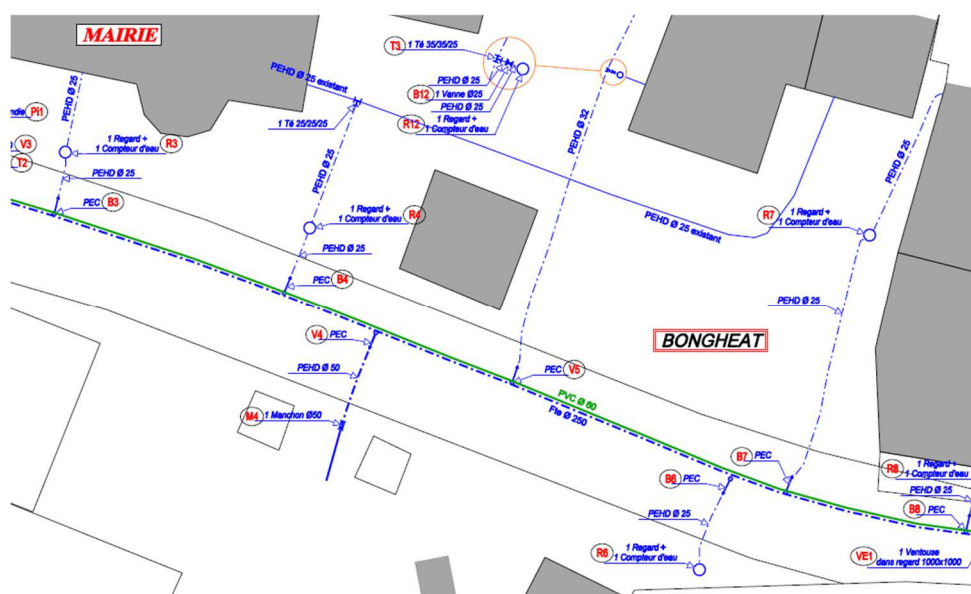 MAIRIE
T3 1 Té 35/35/25
PEHD Ø 25
B12 1 Vanne Ø25
PEHD Ø 25
R12 1 Regard +
1 Compteur d'eau
PEHD Ø 25 existant
PEHD Ø 25
PEHD Ø 32
PEHD Ø 25
Pi1
1 Té 25/25/25
V3
1 Regard + R3
1 Compteur d'eau
T2
PEHD Ø 25
PEHD Ø 25
PEC B3
1 Regard + R4
1 Compteur d'eau
PEHD Ø 25 existant
R7 1 Regard +
1 Compteur d'eau
PEHD Ø 25
PEC B4
PEHD Ø 25
V4 PEC
BONGHEAT
PEHD Ø 50
PEC V5
PVC Ø 60
Fte Ø 250
M4 1 Manchon Ø50
B7 PEC
B6 PEC
R8 1 Regard +
1 Compteur d'eau
PEHD Ø 25
PEHD Ø 25
B8 PEC
R6 1 Regard +
1 Compteur d'eau
VE1 1 Ventouse
dans regard 1000x1000